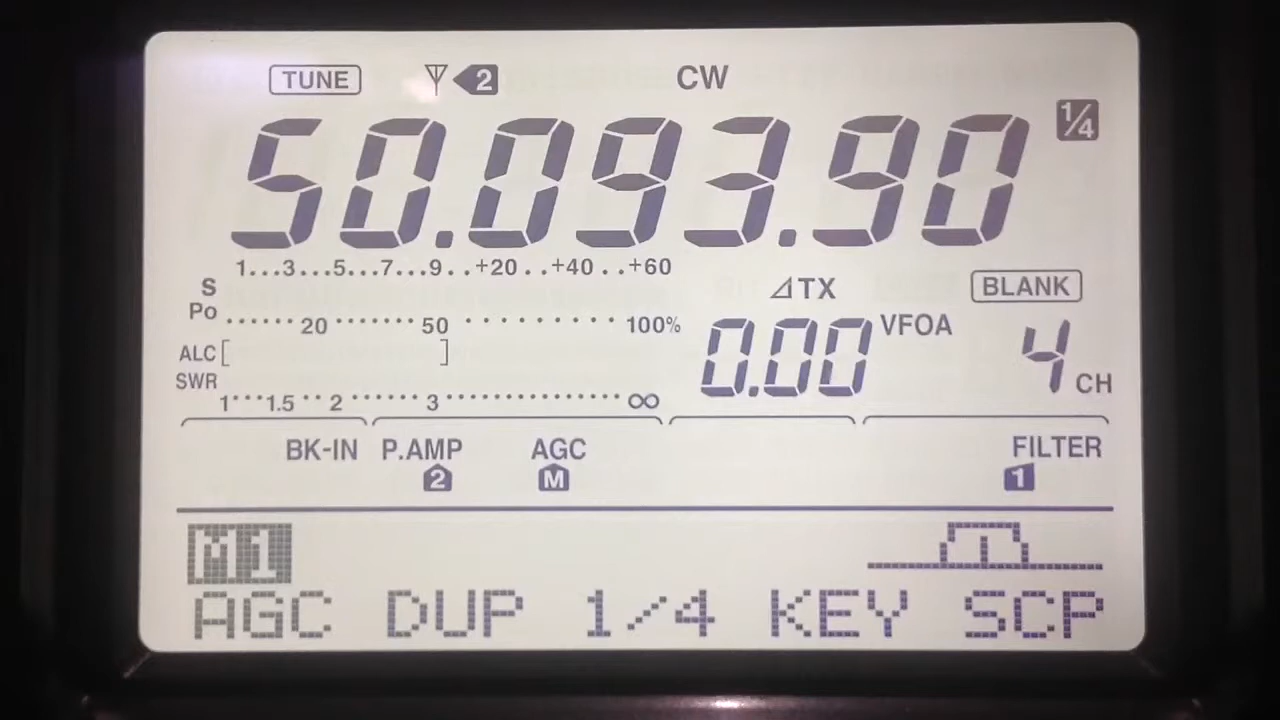 TUNE 2 CW
50.093.90 1/4
1...3...5...7...9..+20..+40..+60
S
Po 20 50 100%
ALC
SWR
1 1.5 2 3 ∞
⊿TX BLANK
0.00 VFOA 4 CH
BK-IN P.AMP AGC FILTER
2 M 1
M1
AGC DUP 1/4 KEY SCP